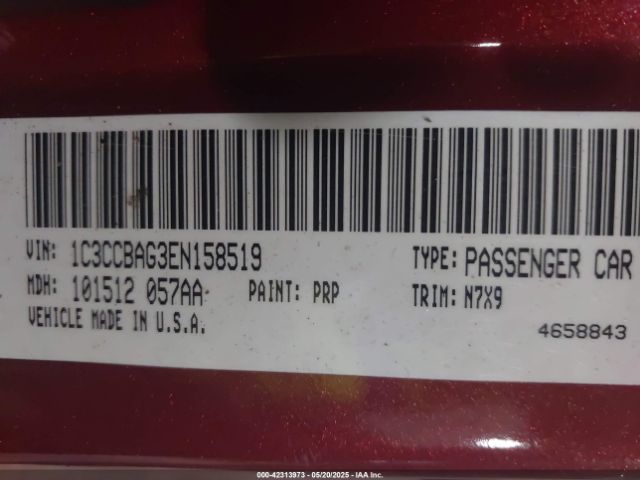 VIN: 1C3CCBAG3EN158519 TYPE: PASSENGER CAR
MDH: 101512 057AA PAINT: PRP TRIM: N7X9
VEHICLE MADE IN U.S.A. 4658843
000-42313973 — 05/20/2025 — IAA Inc.